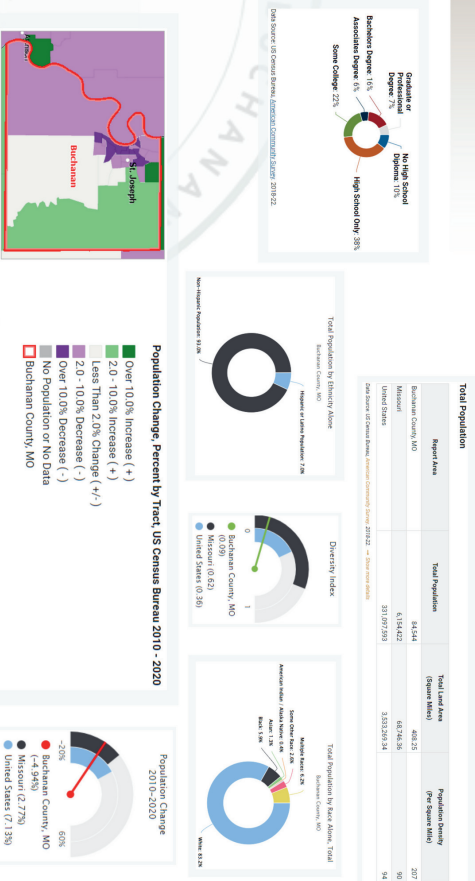 Total Population
Report Area Total Population Total Land Area (Square Miles) Population Density (Per Square Mile)
Buchanan County, MO 84,544 408.25 207
Missouri 6,154,422 68,746.36 90
United States 331,097,593 3,533,269.34 94
Data Source: US Census Bureau, American Community Survey. 2018-22. → Show more details
Graduate or
Professional
Degree: 7%
Bachelors Degree: 16%
Associates Degree: 6%
Some College: 22%
No High School
Diploma: 10%
High School Only: 38%
Data Source: US Census Bureau, American Community Survey. 2018-22.
Total Population by Ethnicity Alone
Buchanan County, MO
Hispanic or Latino Population: 7.0%
Non-Hispanic Population: 93.0%
Diversity Index
0
1
Buchanan County, MO
(0.09)
Missouri (0.62)
United States (0.36)
Total Population by Race Alone, Total
Buchanan County, MO
Multiple Races: 6.2%
Some Other Race: 2.0%
American Indian / Alaska Native: 0.4%
Asian: 1.3%
Black: 5.9%
White: 83.2%
CHANAN
St. Joseph
Buchanan
Population Change, Percent by Tract, US Census Bureau 2010 - 2020
Over 10.0% Increase ( + )
2.0 - 10.0% Increase ( + )
Less Than 2.0% Change ( +/- )
2.0 - 10.0% Decrease ( - )
Over 10.0% Decrease ( - )
No Population or No Data
Buchanan County, MO
Population Change
2010-2020
-20%
60%
Buchanan County, MO
(-4.94%)
Missouri (2.77%)
United States (7.13%)